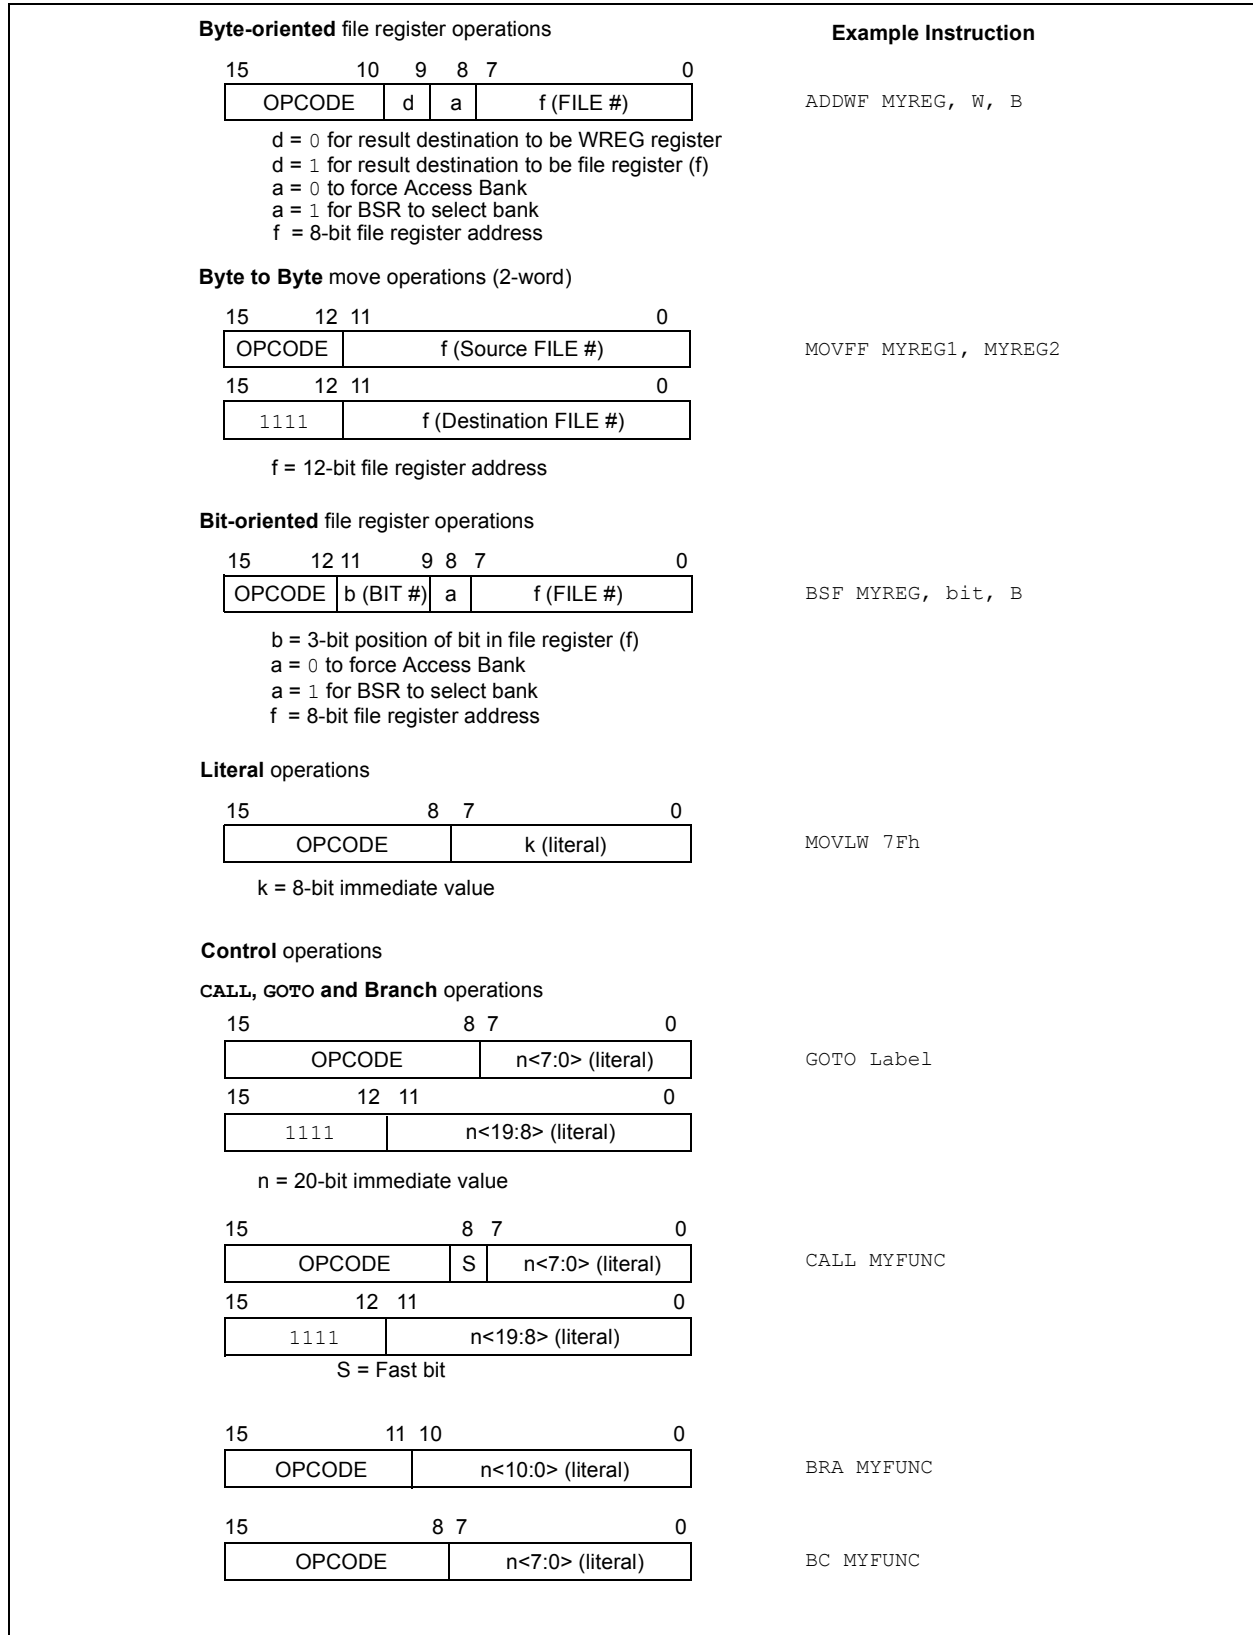 Byte-oriented file register operations
Example Instruction
15 10 9 8 7 0
OPCODE d a f (FILE #)
ADDWF MYREG, W, B
d = 0 for result destination to be WREG register
d = 1 for result destination to be file register (f)
a = 0 to force Access Bank
a = 1 for BSR to select bank
f = 8-bit file register address
Byte to Byte move operations (2-word)
15 12 11 0
OPCODE f (Source FILE #)
MOVFF MYREG1, MYREG2
15 12 11 0
1111 f (Destination FILE #)
f = 12-bit file register address
Bit-oriented file register operations
15 12 11 9 8 7 0
OPCODE b (BIT #) a f (FILE #)
BSF MYREG, bit, B
b = 3-bit position of bit in file register (f)
a = 0 to force Access Bank
a = 1 for BSR to select bank
f = 8-bit file register address
Literal operations
15 8 7 0
OPCODE k (literal)
MOVLW 7Fh
k = 8-bit immediate value
Control operations
CALL, GOTO and Branch operations
15 8 7 0
OPCODE n<7:0> (literal)
GOTO Label
15 12 11 0
1111 n<19:8> (literal)
n = 20-bit immediate value
15 8 7 0
OPCODE S n<7:0> (literal)
CALL MYFUNC
15 12 11 0
1111 n<19:8> (literal)
S = Fast bit
15 11 10 0
OPCODE n<10:0> (literal)
BRA MYFUNC
15 8 7 0
OPCODE n<7:0> (literal)
BC MYFUNC